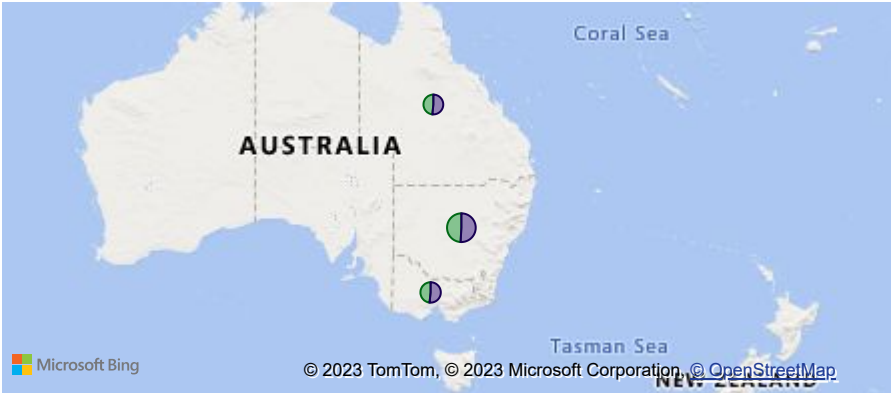 Coral Sea
AUSTRALIA
Tasman Sea
Microsoft Bing
© 2023 TomTom, © 2023 Microsoft Corporation, © OpenStreetMap
NEW ZEALAND